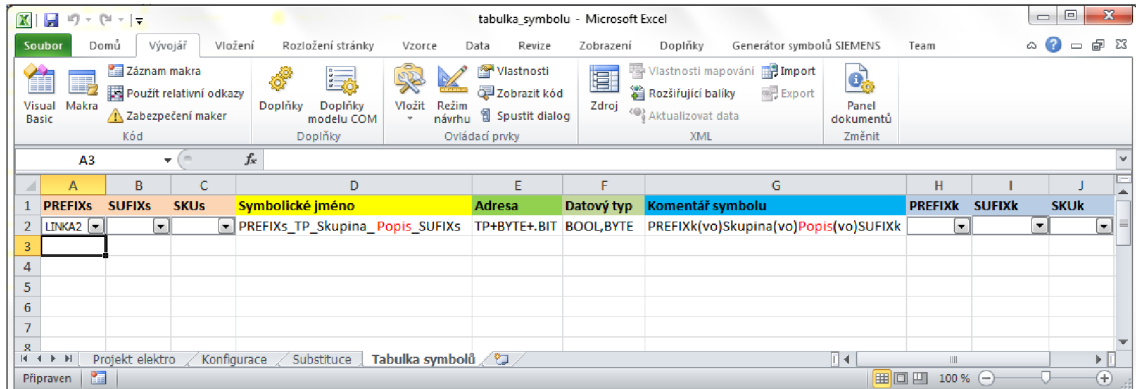 tabulka_symbolu - Microsoft Excel
Soubor Domů Vývojář Vložení Rozložení stránky Vzorce Data Revize Zobrazení Doplňky Generátor symbolů SIEMENS Team
Visual Basic
Makra
Záznam makra
Použít relativní odkazy
Zabezpečení maker
Kód
Doplňky
Doplňky modelu COM
Doplňky
Vložit
Režim návrhu
Vlastnosti
Zobrazit kód
Spustit dialog
Ovládací prvky
Zdroj
Vlastnosti mapování
Rozšiřující balíky
Aktualizovat data
Import
Export
XML
Panel dokumentů
Změnit
A3 fx
A B C D E F G H I J
1 PREFIXs SUFIXs SKUs Symbolické jméno Adresa Datový typ Komentář symbolu PREFIXk SUFIXk SKUk
2 LINKA2 PREFIXs_TP_Skupina_Popis_SUFIXs TP+BYTE+.BIT BOOL,BYTE PREFIXk(vo)Skupina(vo)Popis(vo)SUFIXk
3
4
5
6
7
8
Projekt elektro Konfigurace Substituce Tabulka symbolů
Připraven 100 %